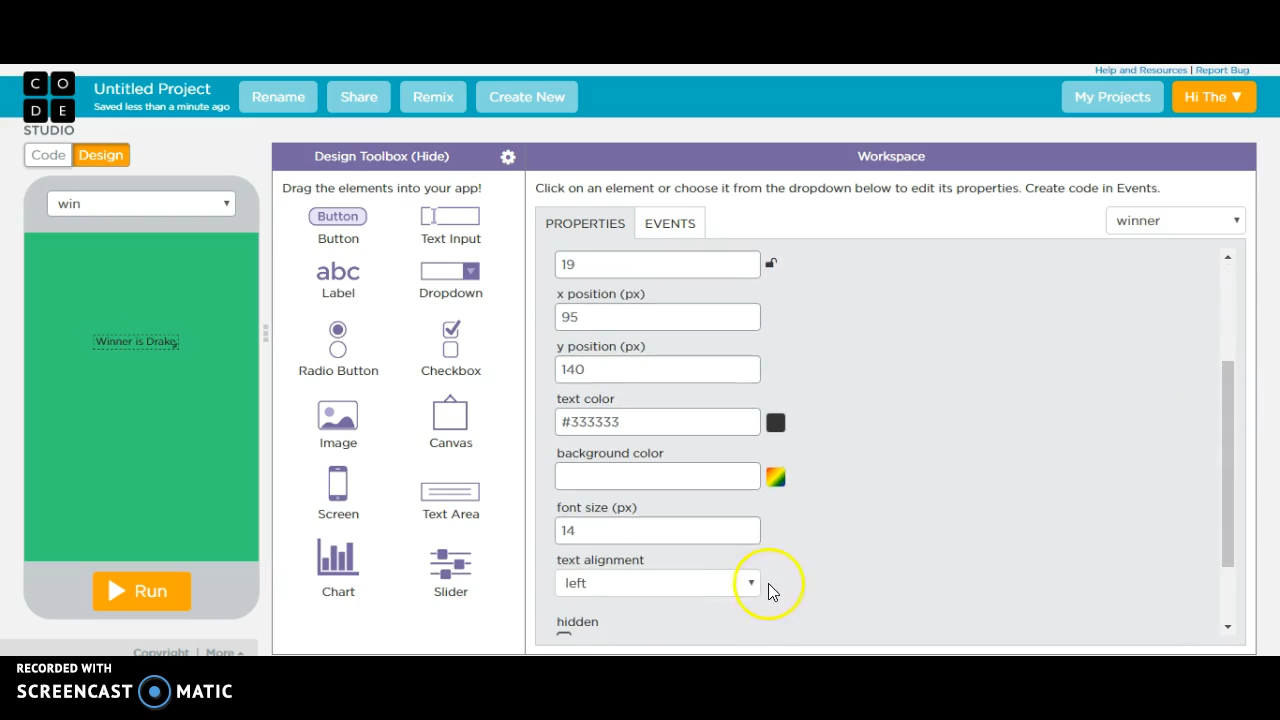 Help and Resources | Report Bug
C O
D E
STUDIO
Untitled Project
Saved less than a minute ago
Rename
Share
Remix
Create New
My Projects
Hi The ▼
Code
Design
Design Toolbox (Hide)
Workspace
win
Drag the elements into your app!
Click on an element or choose it from the dropdown below to edit its properties. Create code in Events.
Button
Button
Text Input
abc
Label
Dropdown
Radio Button
Checkbox
Image
Canvas
Screen
Text Area
Chart
Slider
PROPERTIES
EVENTS
winner
19
x position (px)
95
y position (px)
140
text color
#333333
background color
font size (px)
14
text alignment
left
hidden
Winner is Drake
Run
Copyright | More
RECORDED WITH
SCREENCAST MATIC